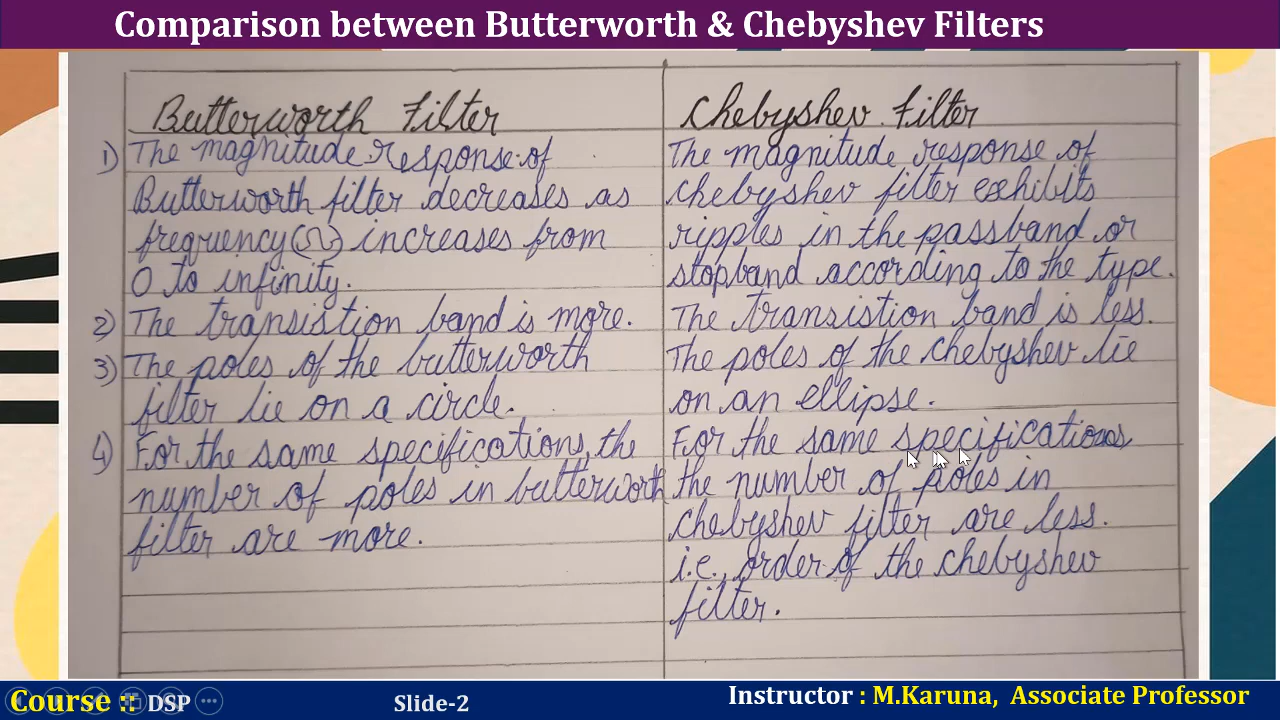 Comparison between Butterworth & Chebyshev Filters
Butterworth Filter
1) The magnitude response of
Butterworth filter decreases as
frequency(Ω) increases from
0 to infinity.
2) The transistion band is more.
3) The poles of the butterworth
filter lie on a circle.
4) For the same specifications, the
number of poles in butterworth
filter are more.
Chebyshev Filter
The magnitude response of
chebyshev filter exhibits
ripples in the passband or
stopband according to the type.
The transistion band is less.
The poles of the chebyshev lie
on an ellipse.
For the same specifications
the number of poles in
chebyshev filter are less.
i.e., order of the chebyshev
filter.
Course :: DSP
Slide-2
Instructor : M.Karuna, Associate Professor